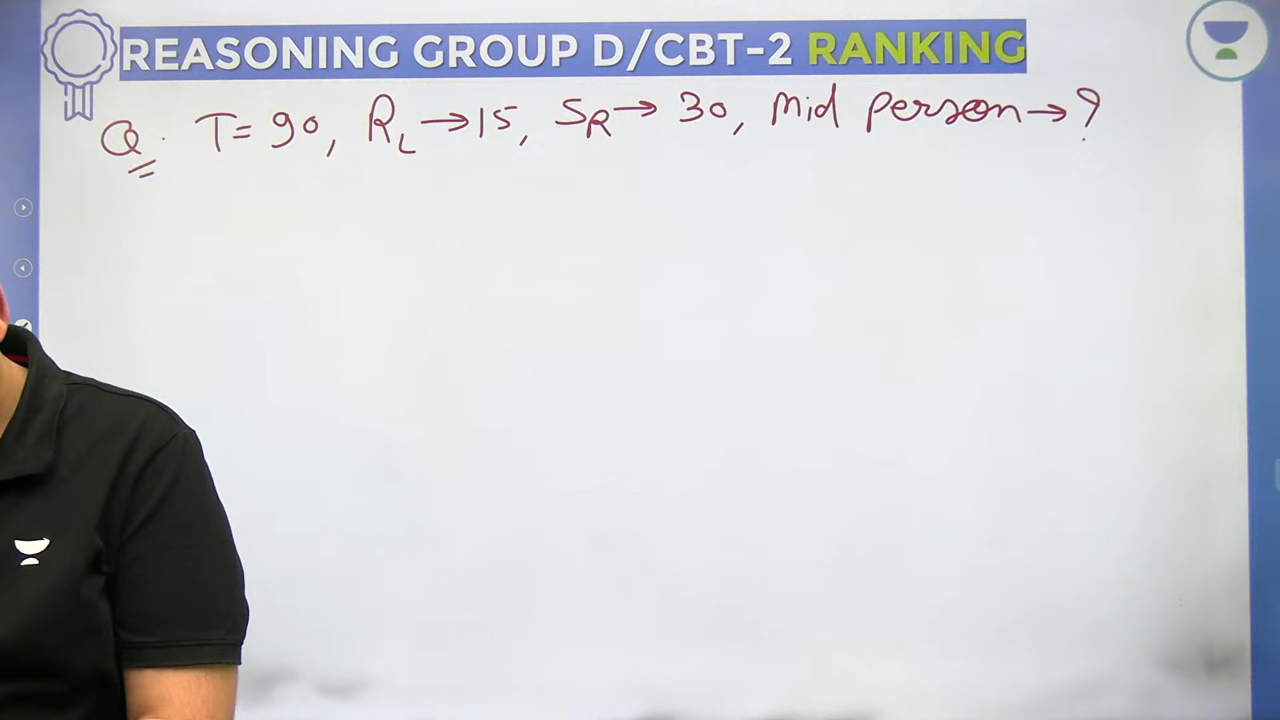 REASONING GROUP D/CBT-2 RANKING
Q. T=90, RL→15, SR→30, Mid person→?